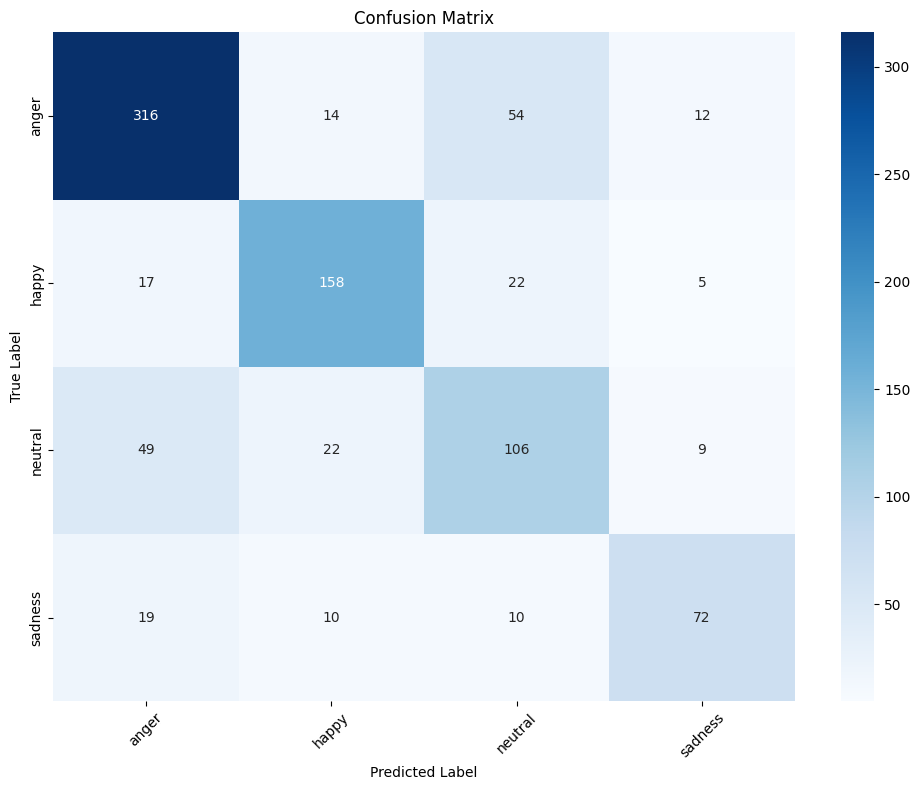 Confusion Matrix
anger
316
14
54
12
happy
17
158
22
5
neutral
49
22
106
9
sadness
19
10
10
72
True Label
anger
happy
neutral
sadness
Predicted Label
300
250
200
150
100
50